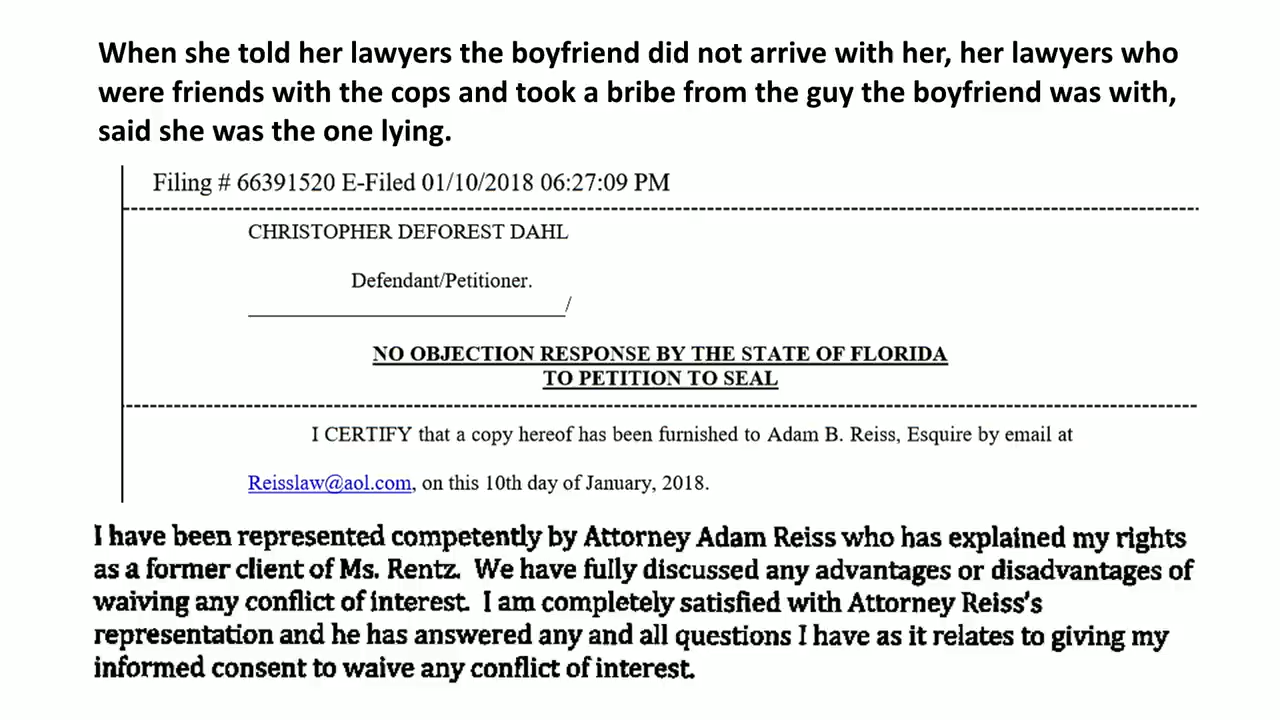 When she told her lawyers the boyfriend did not arrive with her, her lawyers who
were friends with the cops and took a bribe from the guy the boyfriend was with,
said she was the one lying.
Filing # 66391520 E-Filed 01/10/2018 06:27:09 PM
CHRISTOPHER DEFOREST DAHL
Defendant/Petitioner.
/
NO OBJECTION RESPONSE BY THE STATE OF FLORIDA
TO PETITION TO SEAL
I CERTIFY that a copy hereof has been furnished to Adam B. Reiss, Esquire by email at
Reisslaw@aol.com, on this 10th day of January, 2018.
I have been represented competently by Attorney Adam Reiss who has explained my rights
as a former client of Ms. Rentz. We have fully discussed any advantages or disadvantages of
waiving any conflict of interest. I am completely satisfied with Attorney Reiss's
representation and he has answered any and all questions I have as it relates to giving my
informed consent to waive any conflict of interest.